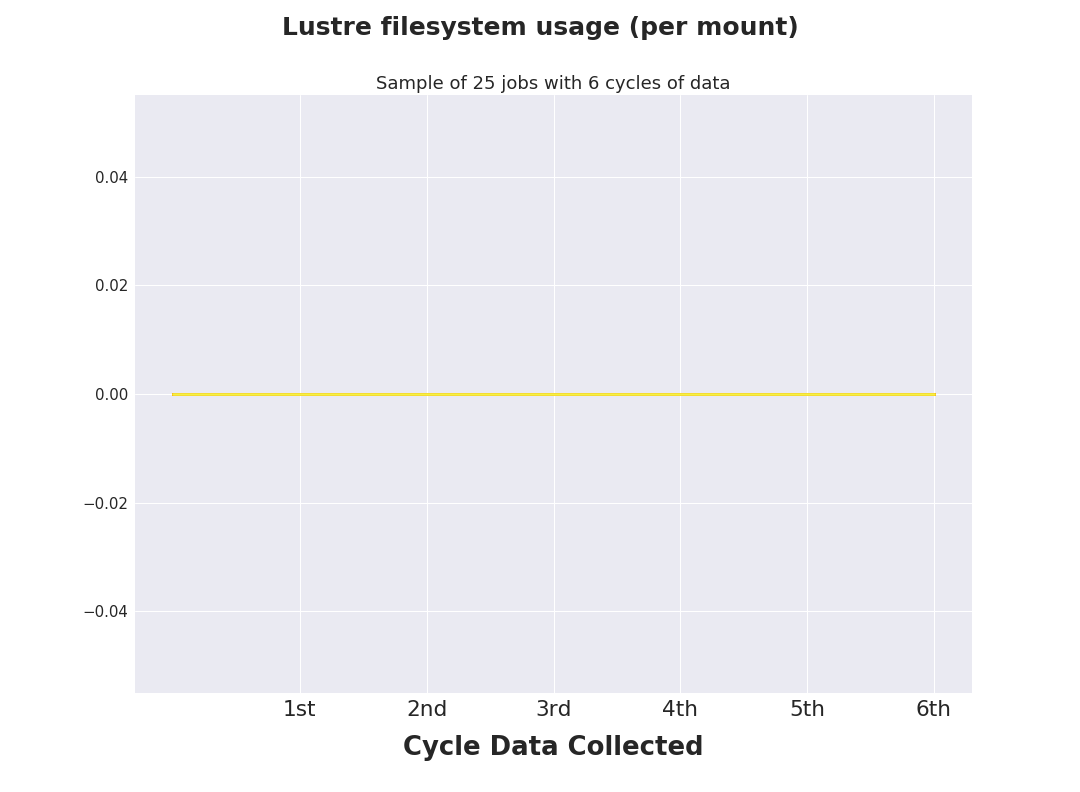 Lustre filesystem usage (per mount)
Sample of 25 jobs with 6 cycles of data
0.04
0.02
0.00
−0.02
−0.04
1st 2nd 3rd 4th 5th 6th
Cycle Data Collected